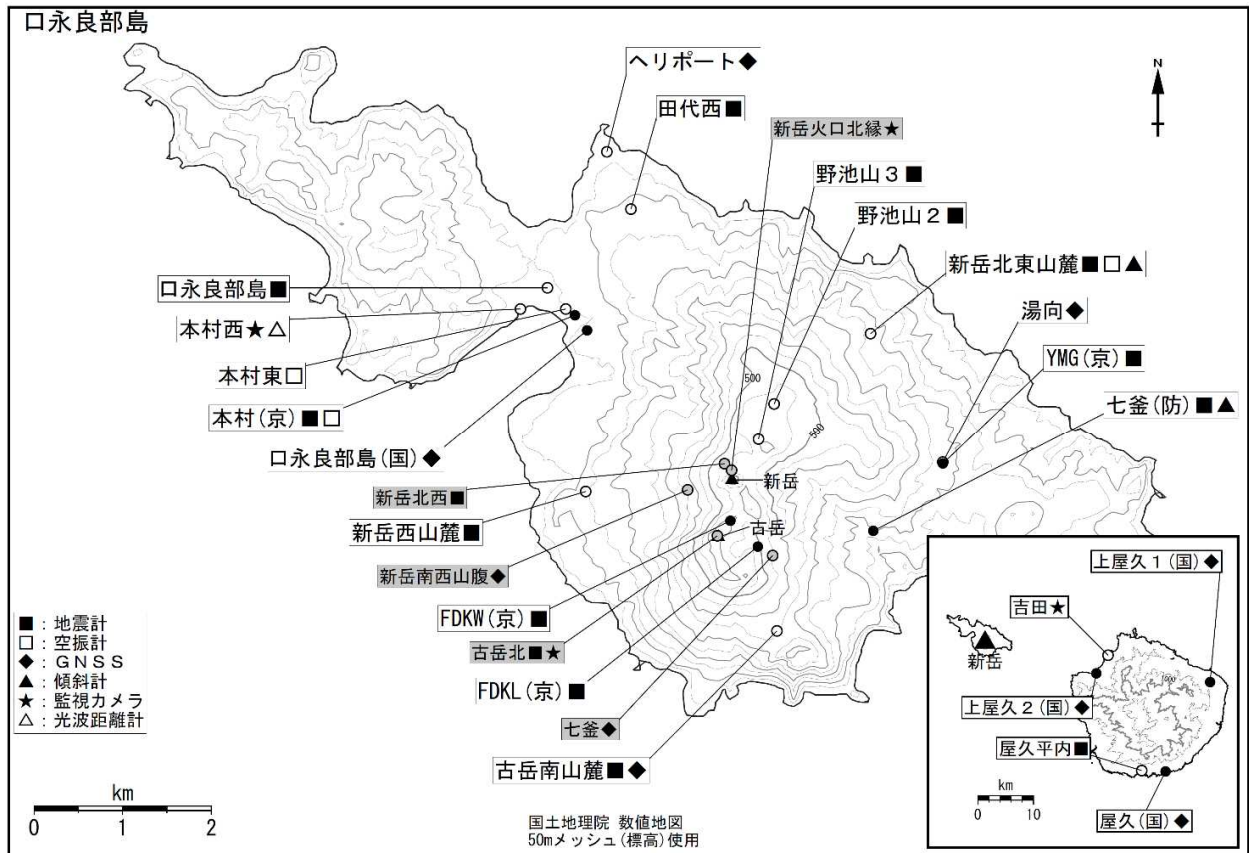 口永良部島
ヘリポート◆
N
田代西■
新岳火口北縁★
野池山３■
野池山２■
新岳北東山麓■□▲
口永良部島■
湯向◆
本村西★△
YMG(京)■
本村東□
500
七釜(防)■▲
本村(京)■□
500
口永良部島(国)◆
新岳
新岳北西■
新岳西山麓■
古岳
新岳南西山腹◆
上屋久１(国)◆
吉田★
FDKW(京)■
新岳
古岳北■★
1000
FDKL(京)■
上屋久２(国)◆
七釜◆
屋久平内■
古岳南山麓■◆
屋久(国)◆
■：地震計
□：空振計
◆：ＧＮＳＳ
▲：傾斜計
★：監視カメラ
△：光波距離計
km
0 1 2
国土地理院 数値地図
50mメッシュ(標高)使用
km
0 10